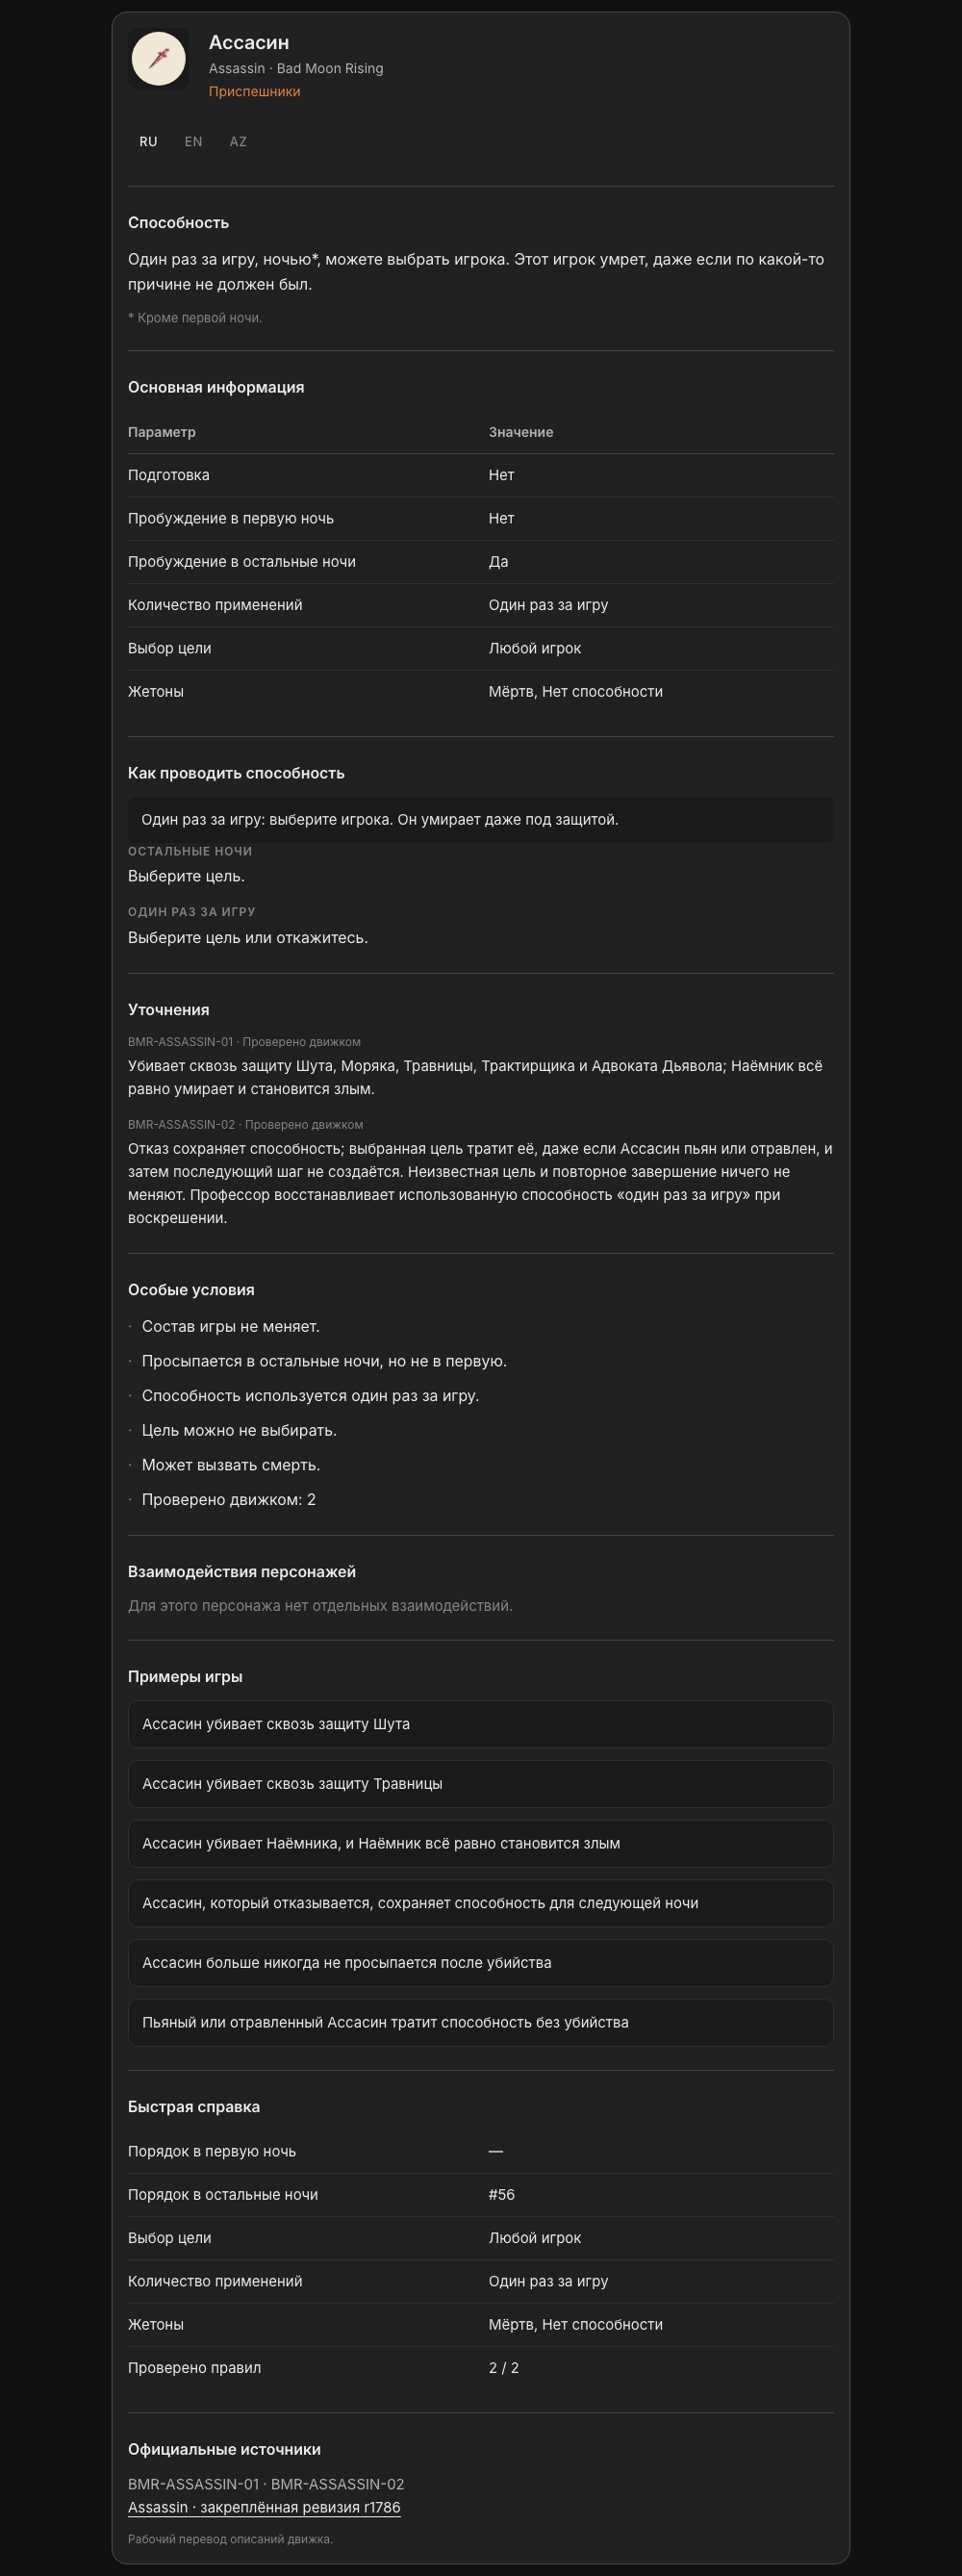 Ассасин
Assassin · Bad Moon Rising
Приспешники
RU EN AZ
Способность
Один раз за игру, ночью*, можете выбрать игрока. Этот игрок умрет, даже если по какой-то
причине не должен был.
* Кроме первой ночи.
Основная информация
Параметр Значение
Подготовка Нет
Пробуждение в первую ночь Нет
Пробуждение в остальные ночи Да
Количество применений Один раз за игру
Выбор цели Любой игрок
Жетоны Мёртв, Нет способности
Как проводить способность
Один раз за игру: выберите игрока. Он умирает даже под защитой.
ОСТАЛЬНЫЕ НОЧИ
Выберите цель.
ОДИН РАЗ ЗА ИГРУ
Выберите цель или откажитесь.
Уточнения
BMR-ASSASSIN-01 · Проверено движком
Убивает сквозь защиту Шута, Моряка, Травницы, Трактирщика и Адвоката Дьявола; Наёмник всё
равно умирает и становится злым.
BMR-ASSASSIN-02 · Проверено движком
Отказ сохраняет способность; выбранная цель тратит её, даже если Ассасин пьян или отравлен, и
затем последующий шаг не создаётся. Неизвестная цель и повторное завершение ничего не
меняют. Профессор восстанавливает использованную способность «один раз за игру» при
воскрешении.
Особые условия
· Состав игры не меняет.
· Просыпается в остальные ночи, но не в первую.
· Способность используется один раз за игру.
· Цель можно не выбирать.
· Может вызвать смерть.
· Проверено движком: 2
Взаимодействия персонажей
Для этого персонажа нет отдельных взаимодействий.
Примеры игры
Ассасин убивает сквозь защиту Шута
Ассасин убивает сквозь защиту Травницы
Ассасин убивает Наёмника, и Наёмник всё равно становится злым
Ассасин, который отказывается, сохраняет способность для следующей ночи
Ассасин больше никогда не просыпается после убийства
Пьяный или отравленный Ассасин тратит способность без убийства
Быстрая справка
Порядок в первую ночь —
Порядок в остальные ночи #56
Выбор цели Любой игрок
Количество применений Один раз за игру
Жетоны Мёртв, Нет способности
Проверено правил 2 / 2
Официальные источники
BMR-ASSASSIN-01 · BMR-ASSASSIN-02
Assassin · закреплённая ревизия r1786
Рабочий перевод описаний движка.